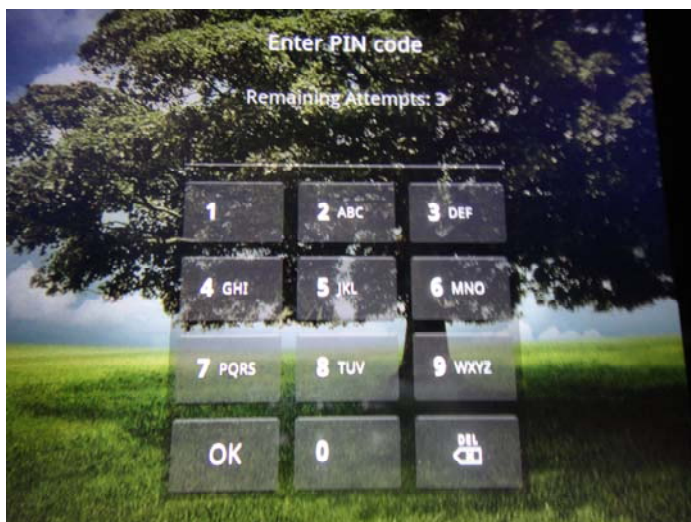 Enter PIN code
Remaining Attempts: 3
1 2 ABC 3 DEF
4 GHI 5 JKL 6 MNO
7 PQRS 8 TUV 9 WXYZ
OK 0 DEL